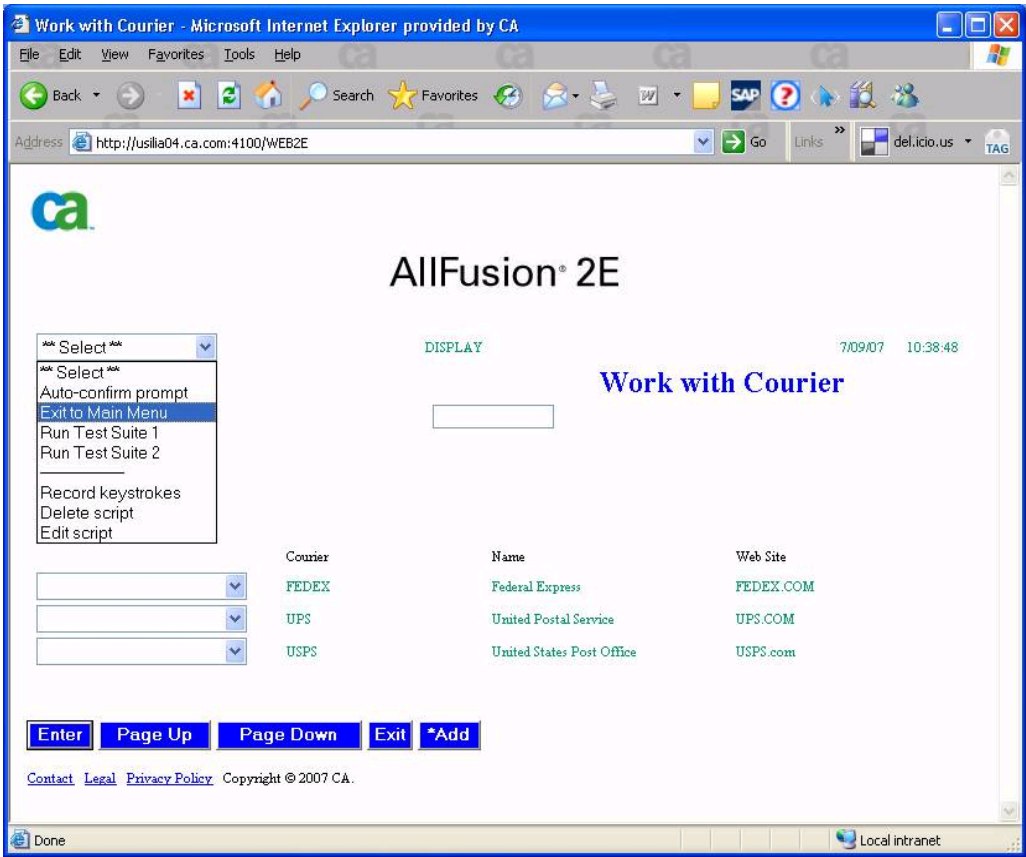 Work with Courier - Microsoft Internet Explorer provided by CA
File Edit View Favorites Tools Help
Back Search Favorites W SAP ?
Address http://usilia04.ca.com:4100/WEB2E Go Links » del.icio.us TAG
ca™
AllFusion® 2E
*** Select *** DISPLAY 7/09/07 10:38:48
*** Select ***
Work with Courier
Auto-confirm prompt
Exit to Main Menu
Run Test Suite 1
Run Test Suite 2
Record keystrokes
Delete script
Edit script
Courier Name Web Site
FEDEX Federal Express FEDEX.COM
UPS United Postal Service UPS.COM
USPS United States Post Office USPS.com
Enter Page Up Page Down Exit *Add
Contact Legal Privacy Policy Copyright © 2007 CA.
Done Local intranet